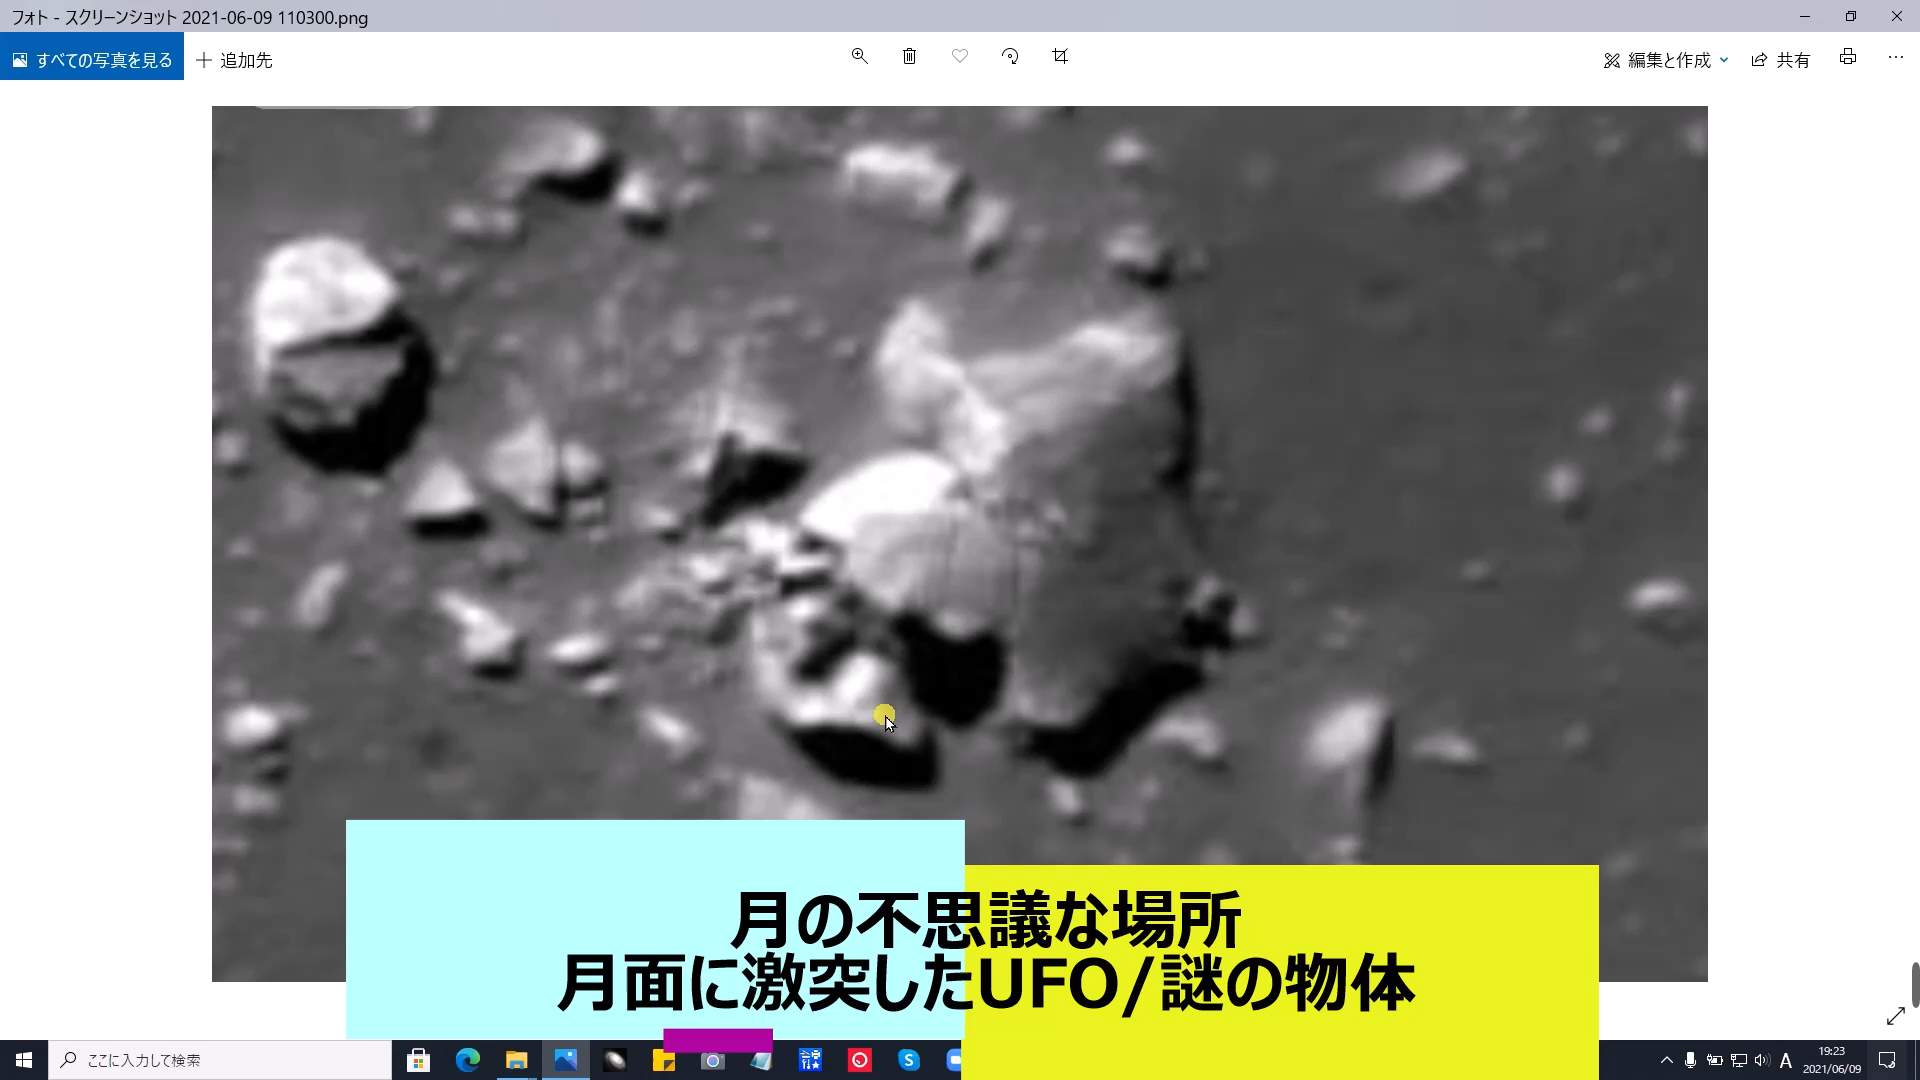 フォト - スクリーンショット 2021-06-09 110300.png
すべての写真を見る
追加先
編集と作成
共有
月の不思議な場所
月面に激突したUFO/謎の物体
ここに入力して検索
A
19:23
2021/06/09